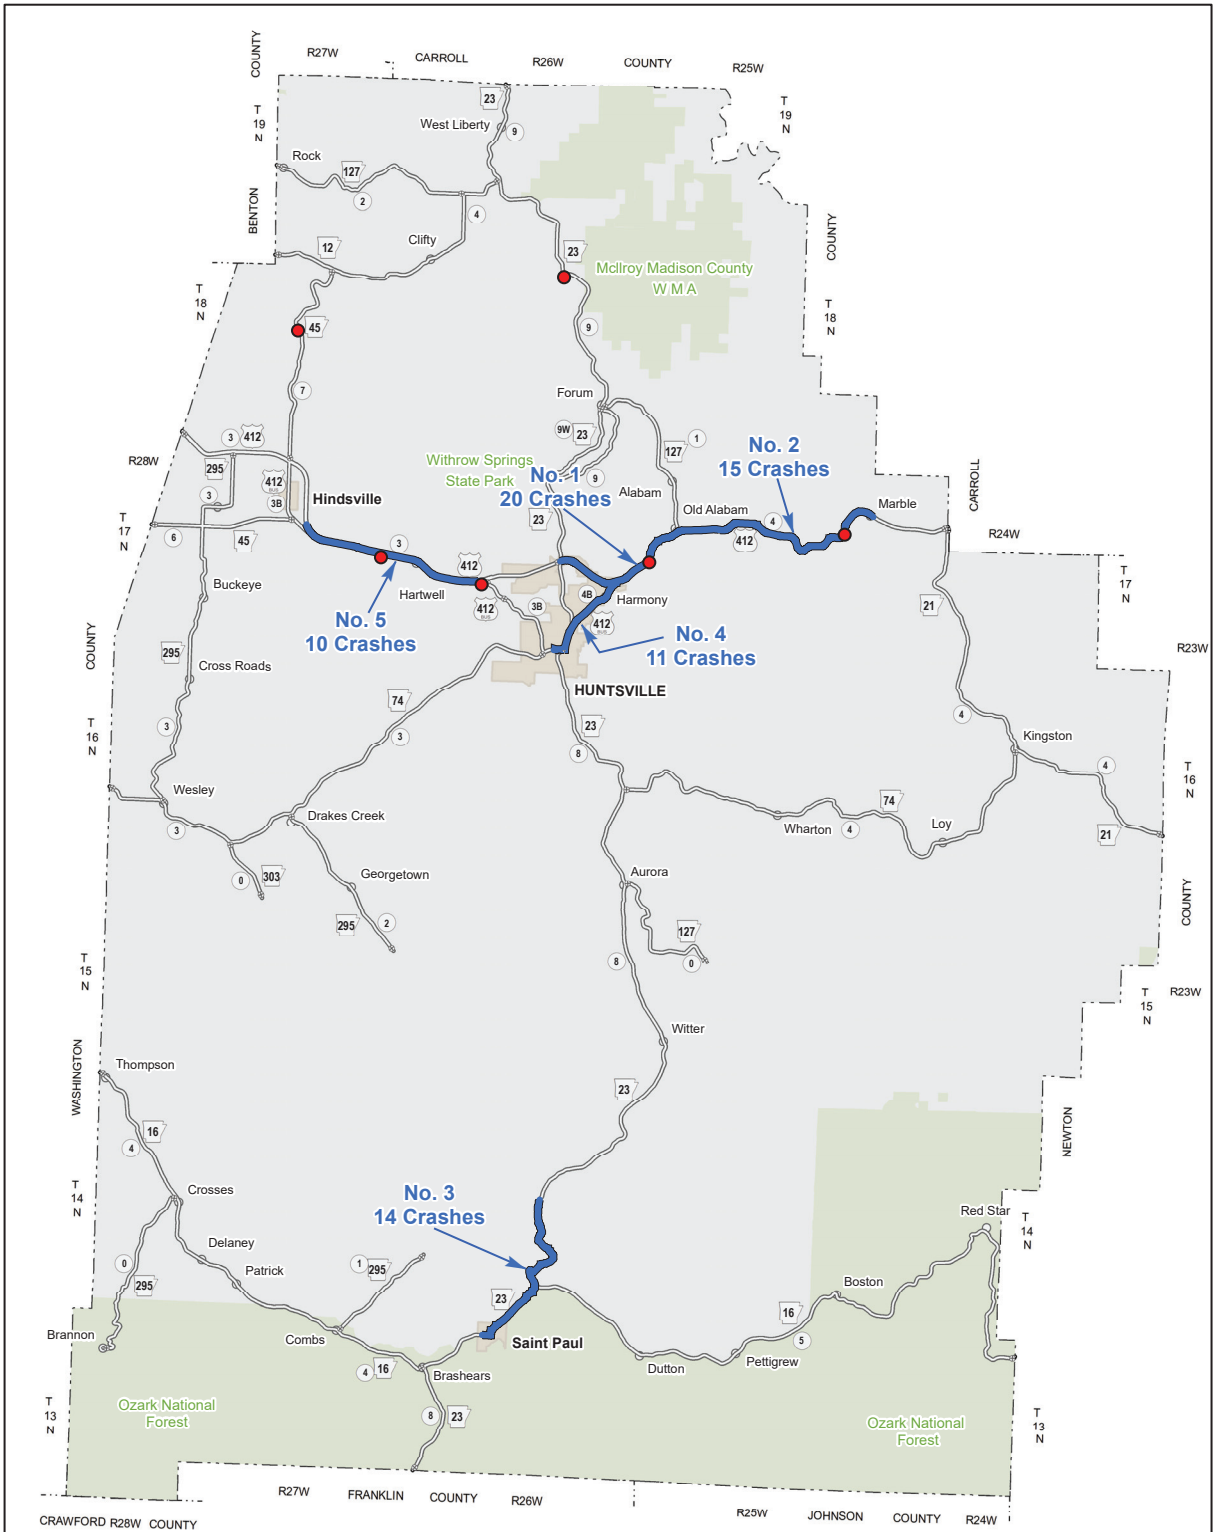 R27W
CARROLL
R26W
COUNTY
R25W
COUNTY
T
19
N
T
19
N
23
West Liberty
9
Rock
127
2
4
BENTON
12
Clifty
23
McIlroy Madison County
W M A
COUNTY
T
18
N
T
18
N
45
9
7
Forum
9W
23
3
412
1
127
R28W
295
Withrow Springs
State Park
No. 1
20 Crashes
No. 2
15 Crashes
412
BUS
3B
Hindsville
3
9
Alabam
Old Alabam
4
412
Marble
CARROLL
R24W
T
17
N
6
45
23
3
412
Hartwell
412
BUS
3B
4B
Harmony
412
BUS
T
17
N
Buckeye
21
No. 5
10 Crashes
No. 4
11 Crashes
COUNTY
295
Cross Roads
HUNTSVILLE
R23W
74
3
3
23
8
4
Kingston
T
16
N
4
T
16
N
Wesley
3
Drakes Creek
74
Wharton
4
Loy
21
0
303
Georgetown
Aurora
295
2
127
0
8
COUNTY
T
15
N
T
15
N
R23W
Witter
WASHINGTON
Thompson
23
16
4
NEWTON
T
14
N
Crosses
No. 3
14 Crashes
Red Star
T
14
N
Delaney
0
295
Patrick
1
295
23
Boston
16
5
Brannon
Combs
Saint Paul
4
16
Brashears
Dutton
Pettigrew
T
13
N
Ozark National
Forest
8
23
Ozark National
Forest
T
13
N
R27W
FRANKLIN
COUNTY
R26W
R25W
JOHNSON
COUNTY
R24W
CRAWFORD
R28W
COUNTY